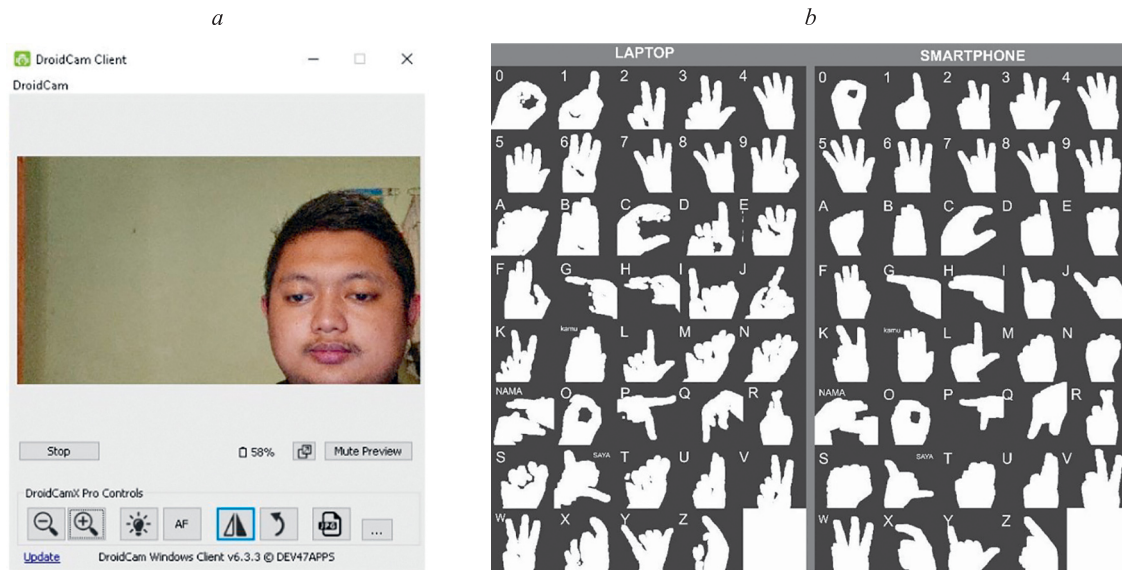 a
b
DroidCam Client
DroidCam
Stop
58%
Mute Preview
DroidCamX Pro Controls
AF
JPG
...
Update
DroidCam Windows Client v6.3.3 © DEV47APPS
LAPTOP
0 1 2 3 4
5 6 7 8 9
A B C D E
F G H I J
K kamu L M N
NAMA O P Q R
S SAYA T U V
W X Y Z
SMARTPHONE
0 1 2 3 4
5 6 7 8 9
A B C D E
F G H I J
K kamu L M N
NAMA O P Q R
S SAYA T U V
W X Y Z